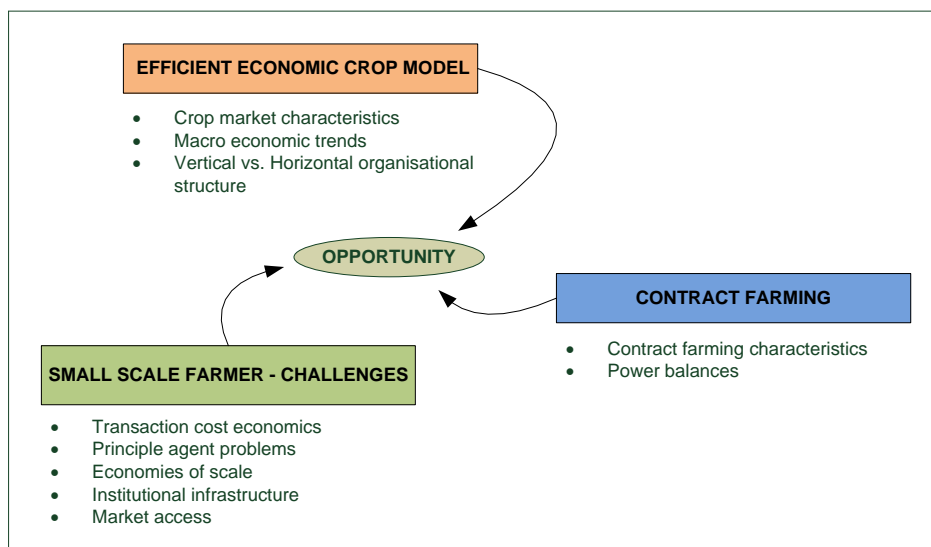 EFFICIENT ECONOMIC CROP MODEL
• Crop market characteristics
• Macro economic trends
• Vertical vs. Horizontal organisational
structure
OPPORTUNITY
CONTRACT FARMING
• Contract farming characteristics
• Power balances
SMALL SCALE FARMER - CHALLENGES
• Transaction cost economics
• Principle agent problems
• Economies of scale
• Institutional infrastructure
• Market access